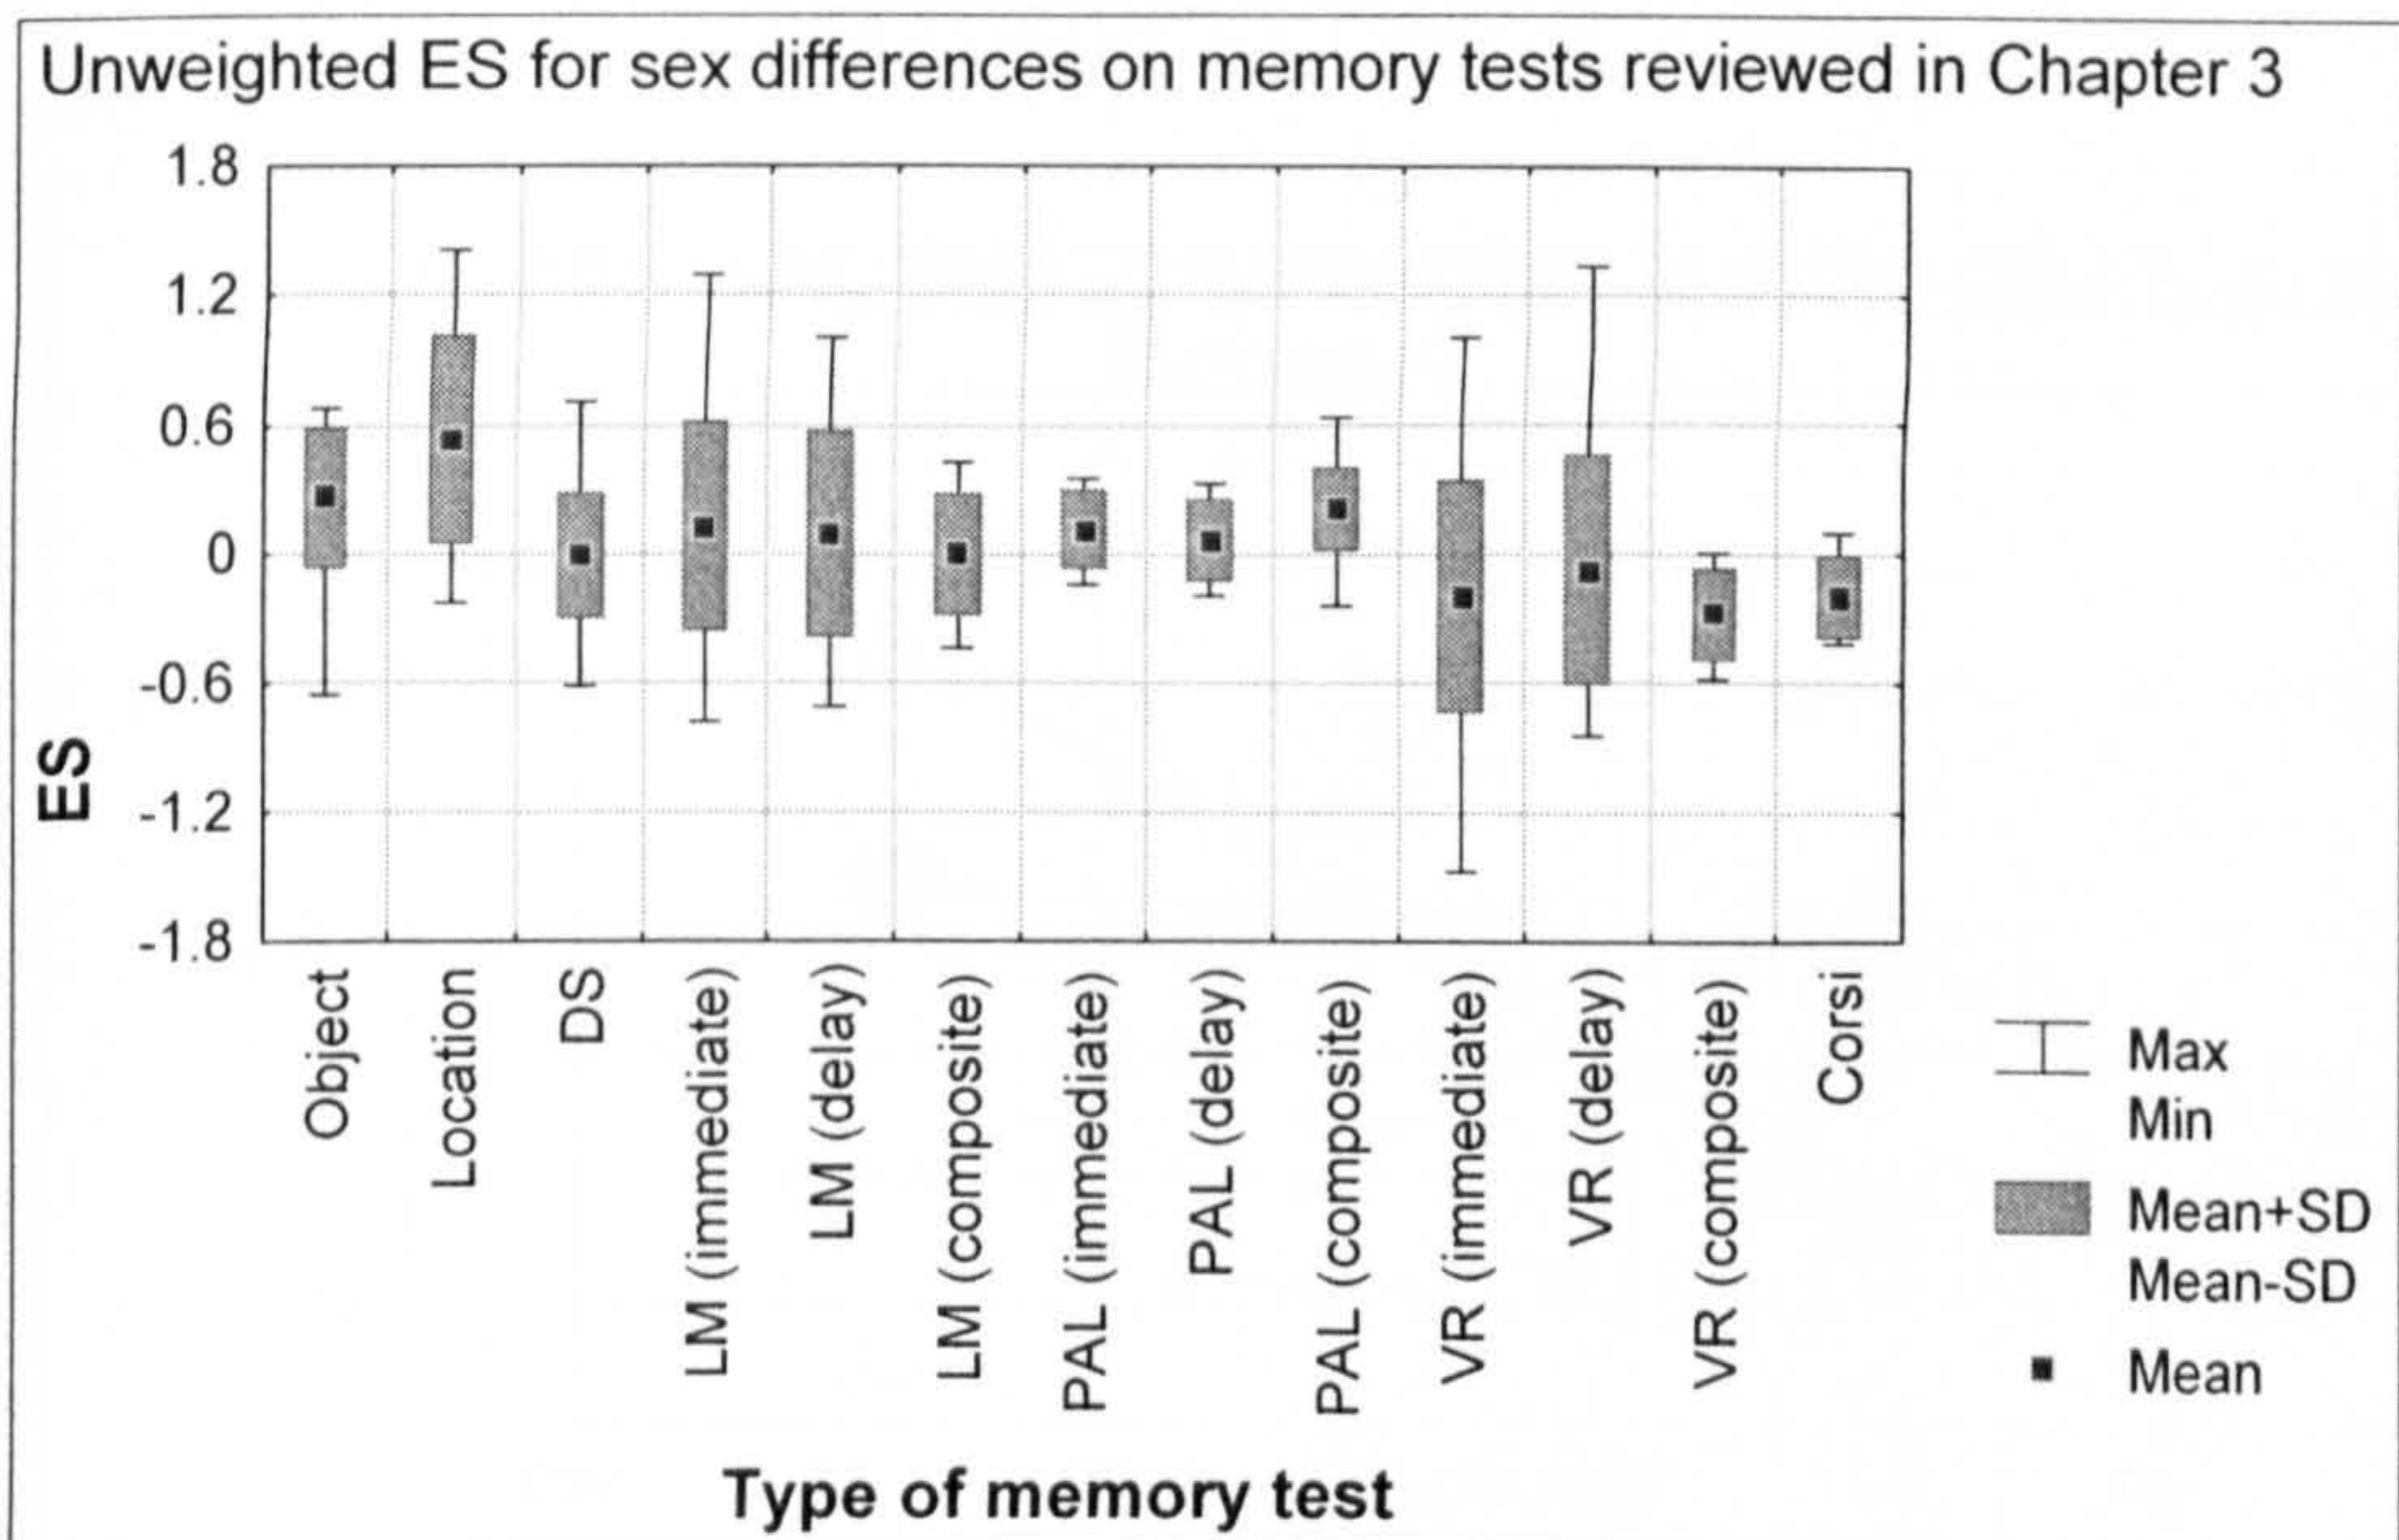 Unweighted ES for sex differences on memory tests reviewed in Chapter 3
1.8
1.2
0.6
0
-0.6
-1.2
-1.8
ES
Object
Location
DS
LM (immediate)
LM (delay)
LM (composite)
PAL (immediate)
PAL (delay)
PAL (composite)
VR (immediate)
VR (delay)
VR (composite)
Corsi
Type of memory test
Max
Min
Mean+SD
Mean-SD
Mean